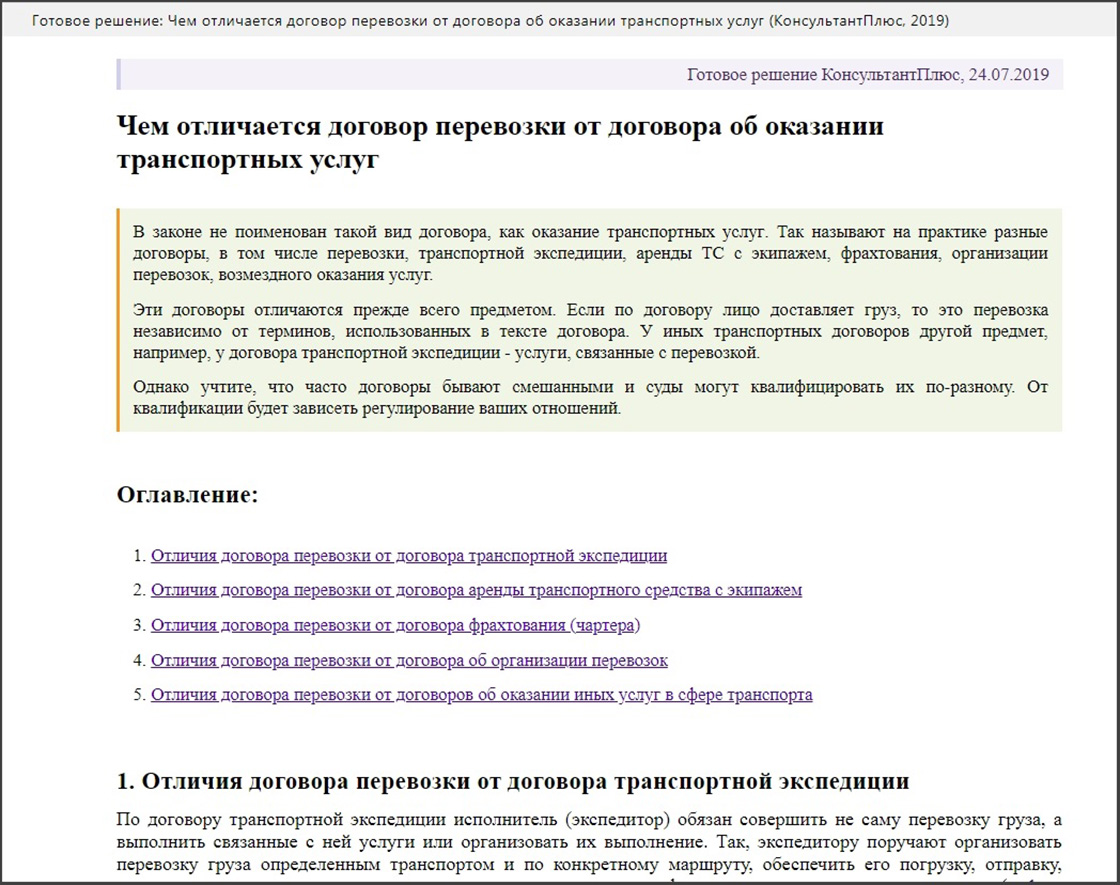 Готовое решение: Чем отличается договор перевозки от договора об оказании транспортных услуг (КонсультантПлюс, 2019)
Готовое решение КонсультантПлюс, 24.07.2019
Чем отличается договор перевозки от договора об оказании
транспортных услуг
В законе не поименован такой вид договора, как оказание транспортных услуг. Так называют на практике разные
договоры, в том числе перевозки, транспортной экспедиции, аренды ТС с экипажем, фрахтования, организации
перевозок, возмездного оказания услуг.
Эти договоры отличаются прежде всего предметом. Если по договору лицо доставляет груз, то это перевозка
независимо от терминов, использованных в тексте договора. У иных транспортных договоров другой предмет,
например, у договора транспортной экспедиции - услуги, связанные с перевозкой.
Однако учтите, что часто договоры бывают смешанными и суды могут квалифицировать их по-разному. От
квалификации будет зависеть регулирование ваших отношений.
Оглавление:
1. Отличия договора перевозки от договора транспортной экспедиции
2. Отличия договора перевозки от договора аренды транспортного средства с экипажем
3. Отличия договора перевозки от договора фрахтования (чартера)
4. Отличия договора перевозки от договора об организации перевозок
5. Отличия договора перевозки от договоров об оказании иных услуг в сфере транспорта
1. Отличия договора перевозки от договора транспортной экспедиции
По договору транспортной экспедиции исполнитель (экспедитор) обязан совершить не саму перевозку груза, а
выполнить связанные с ней услуги или организовать их выполнение. Так, экспедитору поручают организовать
перевозку груза определенным транспортом и по конкретному маршруту, обеспечить его погрузку, отправку,